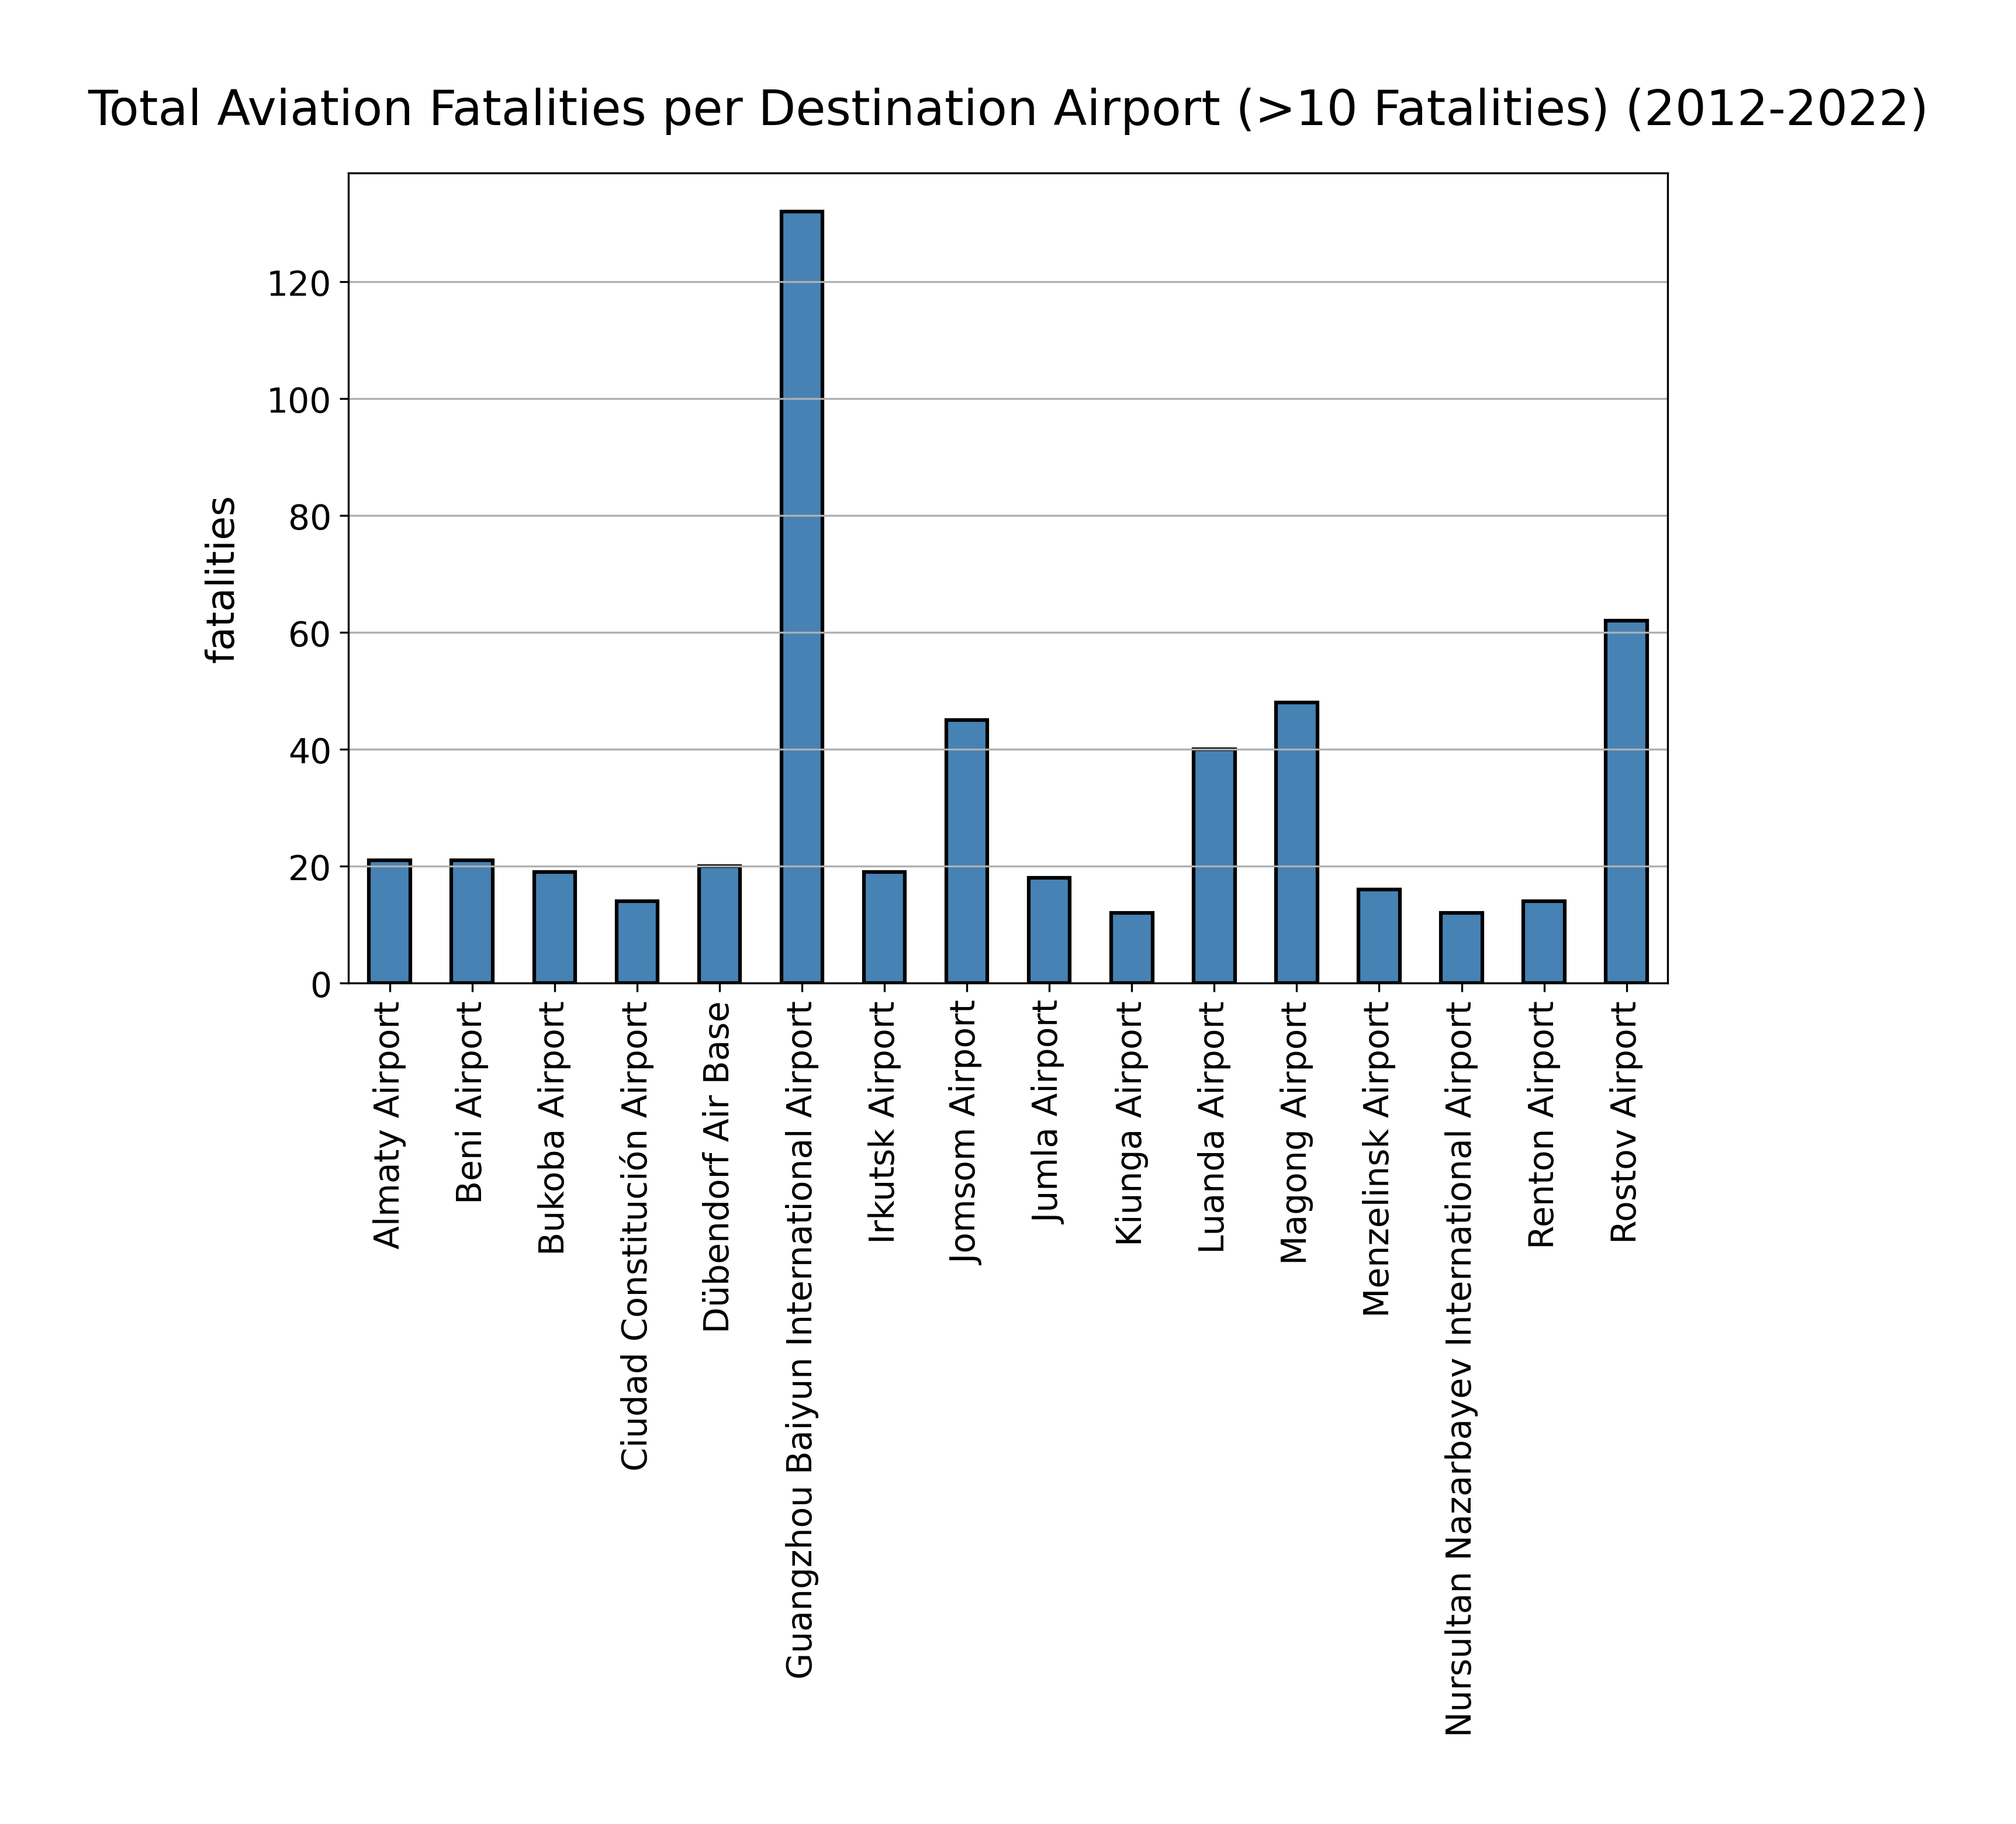 Total Aviation Fatalities per Destination Airport (>10 Fatalities) (2012-2022)
fatalities
120
100
80
60
40
20
0
Almaty Airport
Beni Airport
Bukoba Airport
Ciudad Constitución Airport
Dübendorf Air Base
Guangzhou Baiyun International Airport
Irkutsk Airport
Jomsom Airport
Jumla Airport
Kiunga Airport
Luanda Airport
Magong Airport
Menzelinsk Airport
Nursultan Nazarbayev International Airport
Renton Airport
Rostov Airport